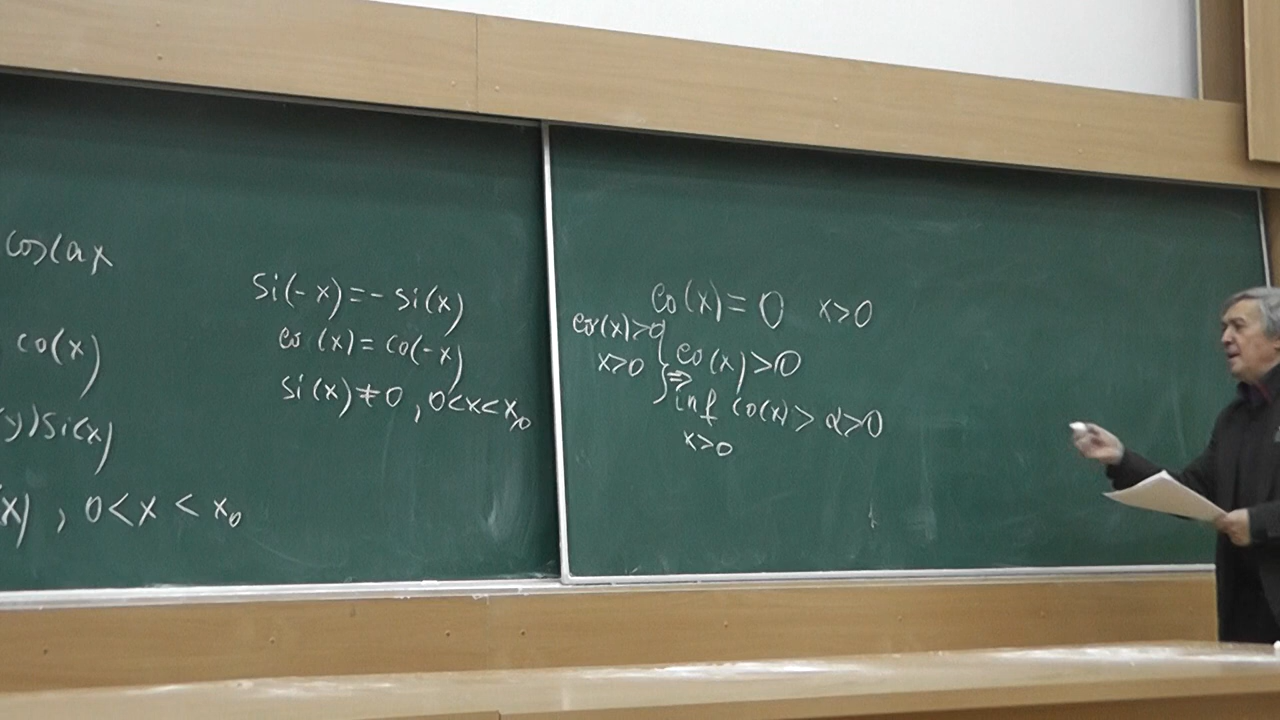 cos(ax
co(x)
y)si(x)
x) , 0<x<x₀
si(-x)=-si(x)
co(x)=co(-x)
si(x)≠0 , 0<x<x₀
co(x)=0 x>0
co(x)>0
x>0 } ⇒
co(x)>0
inf co(x)>α>0
x>0